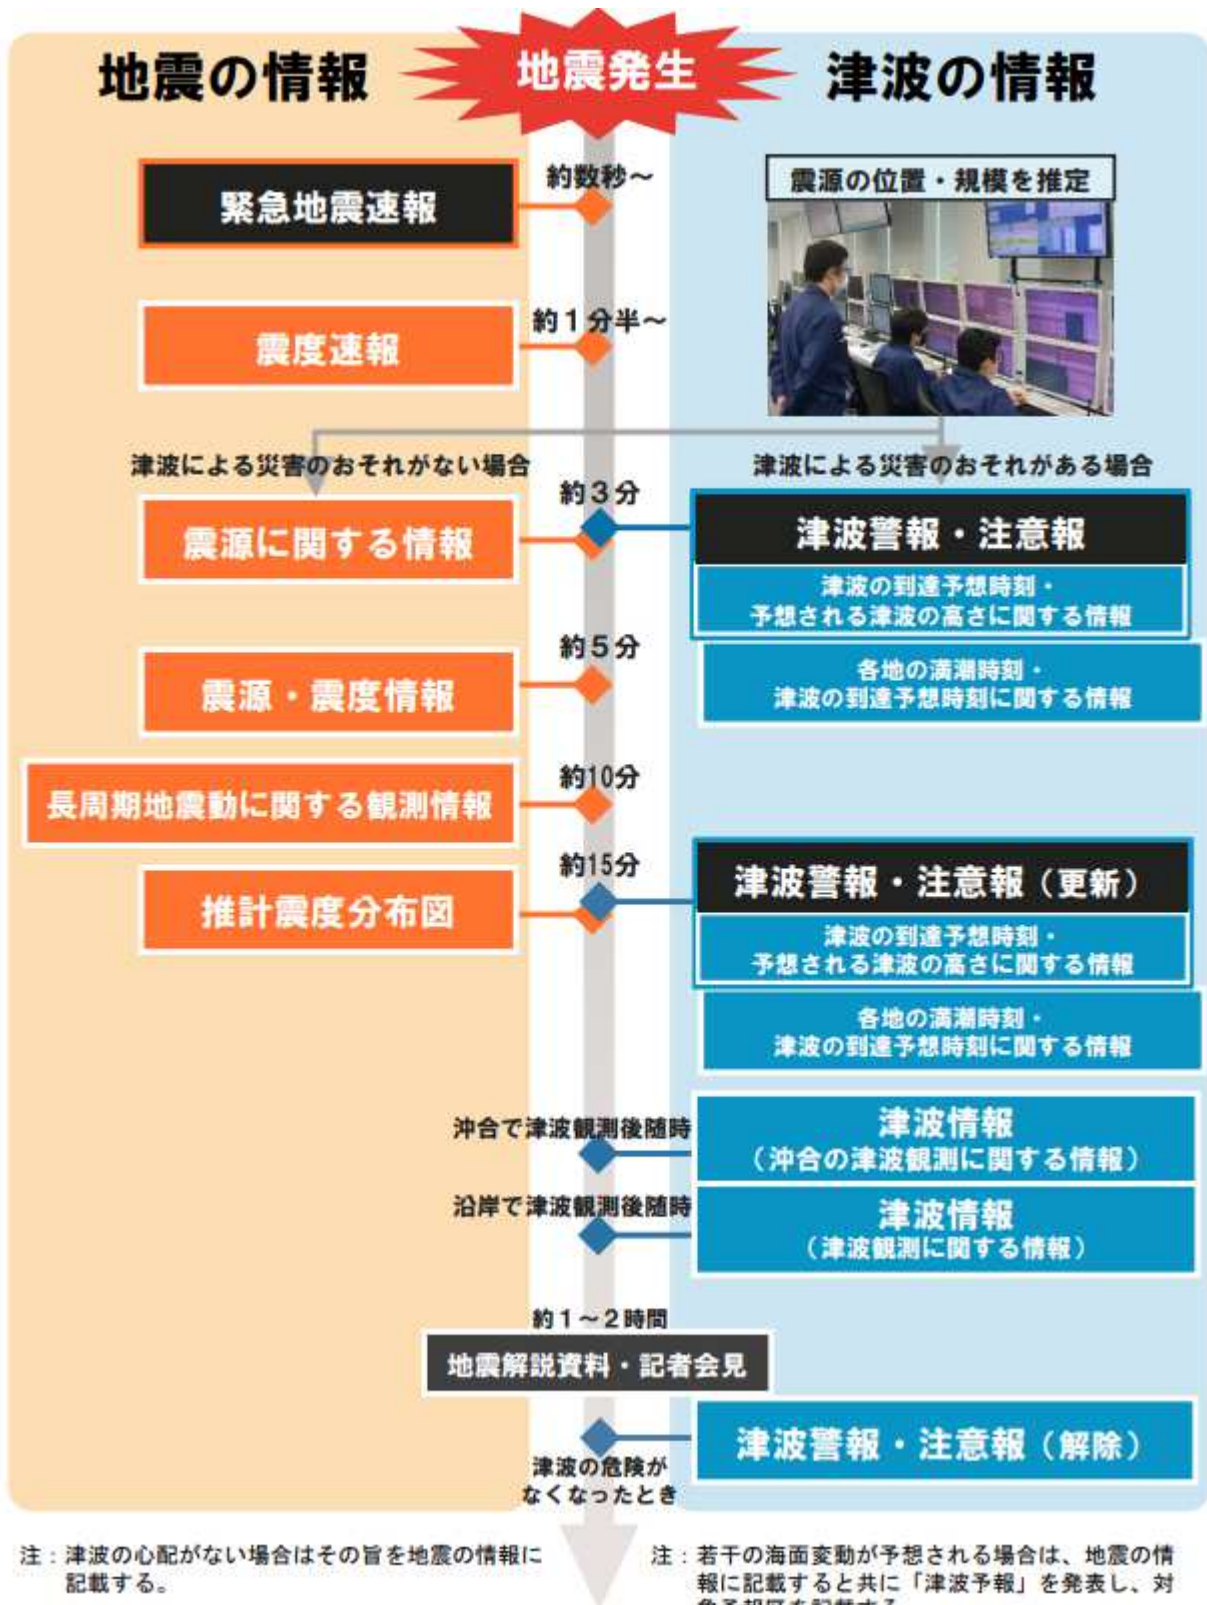 地震の情報
地震発生
津波の情報
約数秒～
緊急地震速報
震源の位置・規模を推定
約１分半～
震度速報
津波による災害のおそれがない場合
津波による災害のおそれがある場合
約３分
震源に関する情報
津波警報・注意報
津波の到達予想時刻・
予想される津波の高さに関する情報
約５分
震源・震度情報
各地の満潮時刻・
津波の到達予想時刻に関する情報
約10分
長周期地震動に関する観測情報
約15分
推計震度分布図
津波警報・注意報（更新）
津波の到達予想時刻・
予想される津波の高さに関する情報
各地の満潮時刻・
津波の到達予想時刻に関する情報
沖合で津波観測後随時
津波情報
（沖合の津波観測に関する情報）
沿岸で津波観測後随時
津波情報
（津波観測に関する情報）
約１～２時間
地震解説資料・記者会見
津波警報・注意報（解除）
津波の危険が
なくなったとき
注：津波の心配がない場合はその旨を地震の情報に
記載する。
注：若干の海面変動が予想される場合は、地震の情
報に記載すると共に「津波予報」を発表し、対
象予報区を記載する